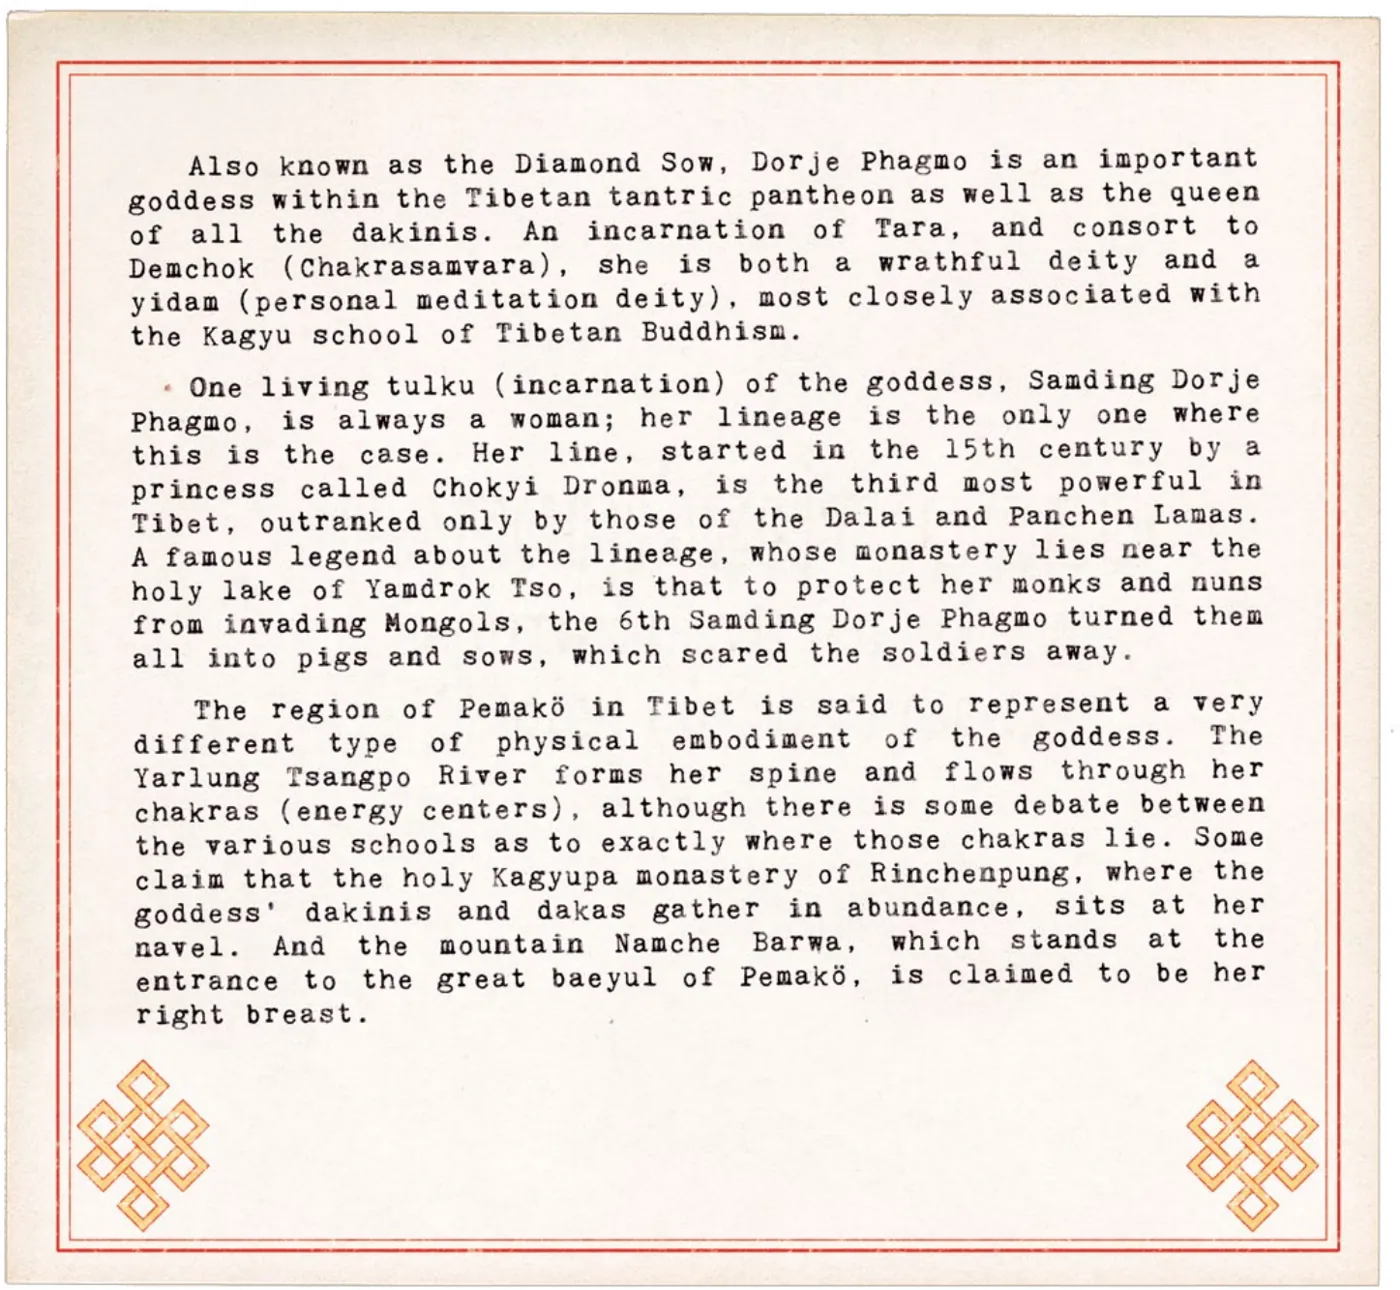 Also known as the Diamond Sow, Dorje Phagmo is an important
goddess within the Tibetan tantric pantheon as well as the queen
of all the dakinis. An incarnation of Tara, and consort to
Demchok (Chakrasamvara), she is both a wrathful deity and a
yidam (personal meditation deity), most closely associated with
the Kagyu school of Tibetan Buddhism.
One living tulku (incarnation) of the goddess, Samding Dorje
Phagmo, is always a woman; her lineage is the only one where
this is the case. Her line, started in the 15th century by a
princess called Chokyi Dronma, is the third most powerful in
Tibet, outranked only by those of the Dalai and Panchen Lamas.
A famous legend about the lineage, whose monastery lies near the
holy lake of Yamdrok Tso, is that to protect her monks and nuns
from invading Mongols, the 6th Samding Dorje Phagmo turned them
all into pigs and sows, which scared the soldiers away.
The region of Pemakö in Tibet is said to represent a very
different type of physical embodiment of the goddess. The
Yarlung Tsangpo River forms her spine and flows through her
chakras (energy centers), although there is some debate between
the various schools as to exactly where those chakras lie. Some
claim that the holy Kagyupa monastery of Rinchenpung, where the
goddess' dakinis and dakas gather in abundance, sits at her
navel. And the mountain Namche Barwa, which stands at the
entrance to the great baeyul of Pemakö, is claimed to be her
right breast.